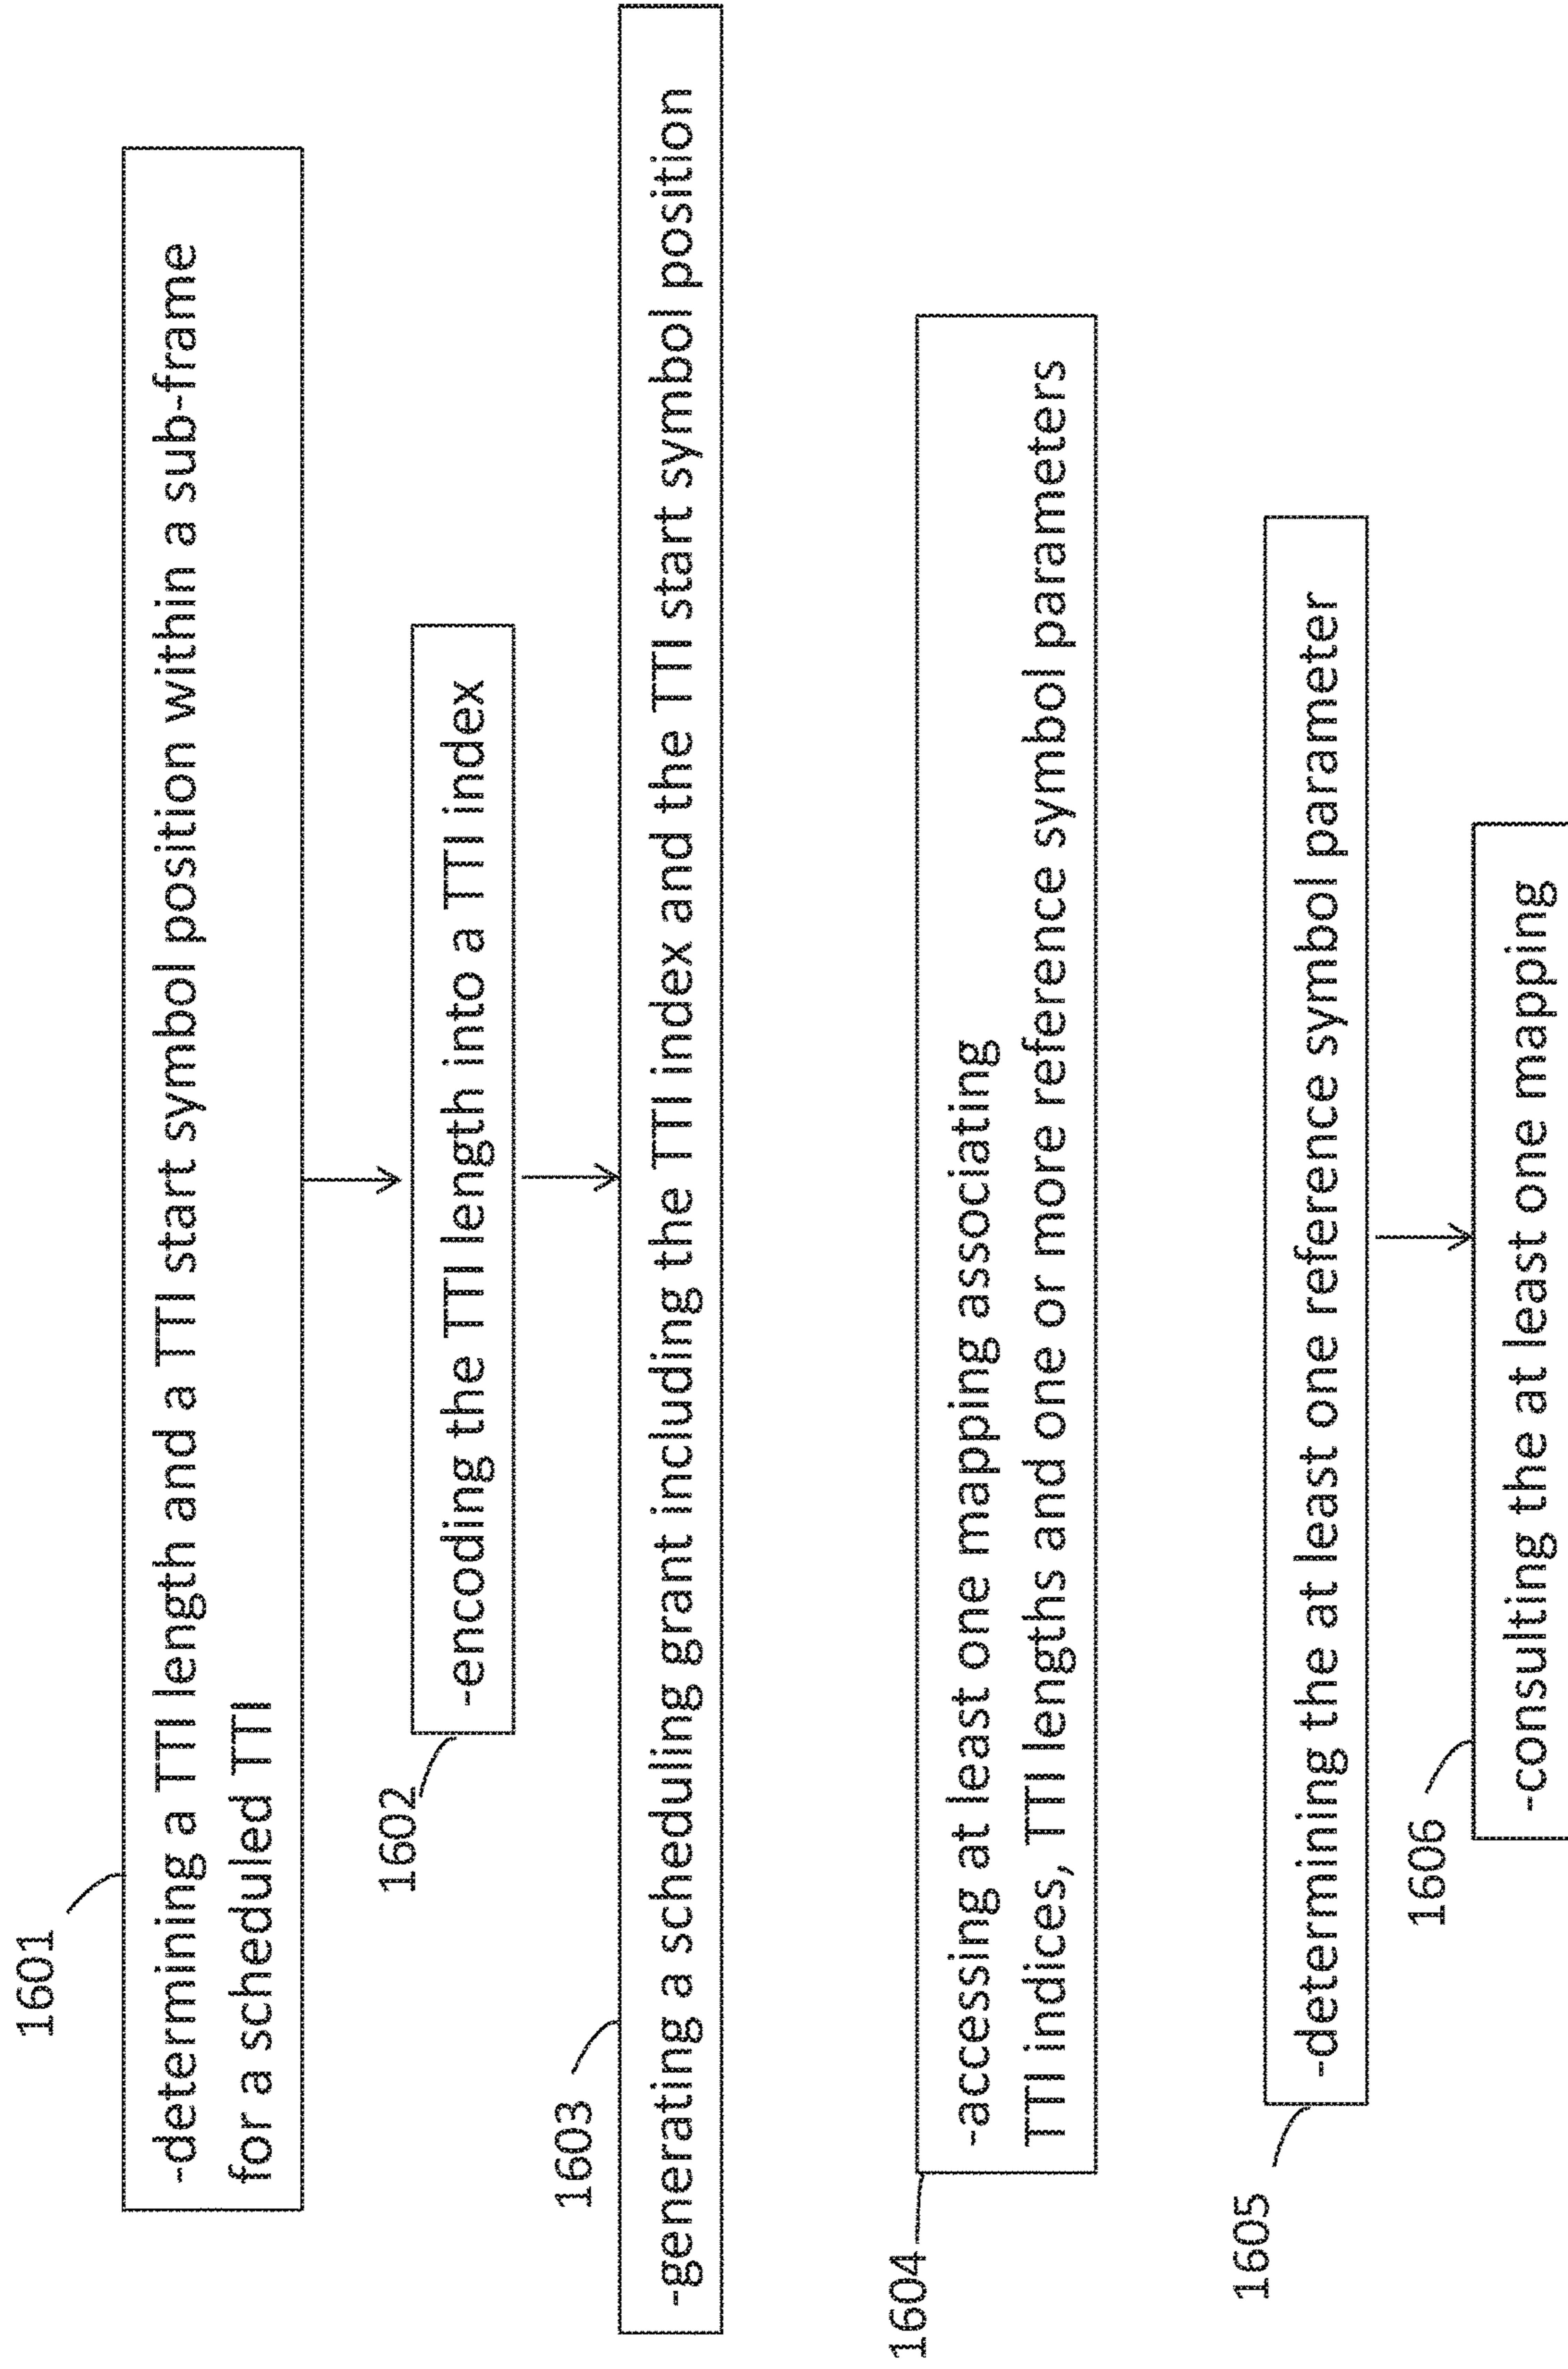 1601
-determining a TTI length and a TTI start symbol position within a sub-frame
for a scheduled TTI
1602
-encoding the TTI length into a TTI index
1603
-generating a scheduling grant including the TTI index and the TTI start symbol position
1604
-accessing at least one mapping associating
TTI indices, TTI lengths and one or more reference symbol parameters
1605
-determining the at least one reference symbol parameter
1606
-consulting the at least one mapping